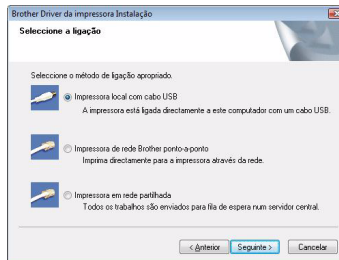 Brother Driver da impressora Instalação
Seleccione a ligação
Seleccione o método de ligação apropriado.
Impressora local com cabo USB
A impressora está ligada directamente a este computador com um cabo USB.
Impressora de rede Brother ponto-a-ponto
Imprima directamente para a impressora através da rede.
Impressora em rede partilhada
Todos os trabalhos são enviados para fila de espera num servidor central.
< Anterior
Seguinte >
Cancelar